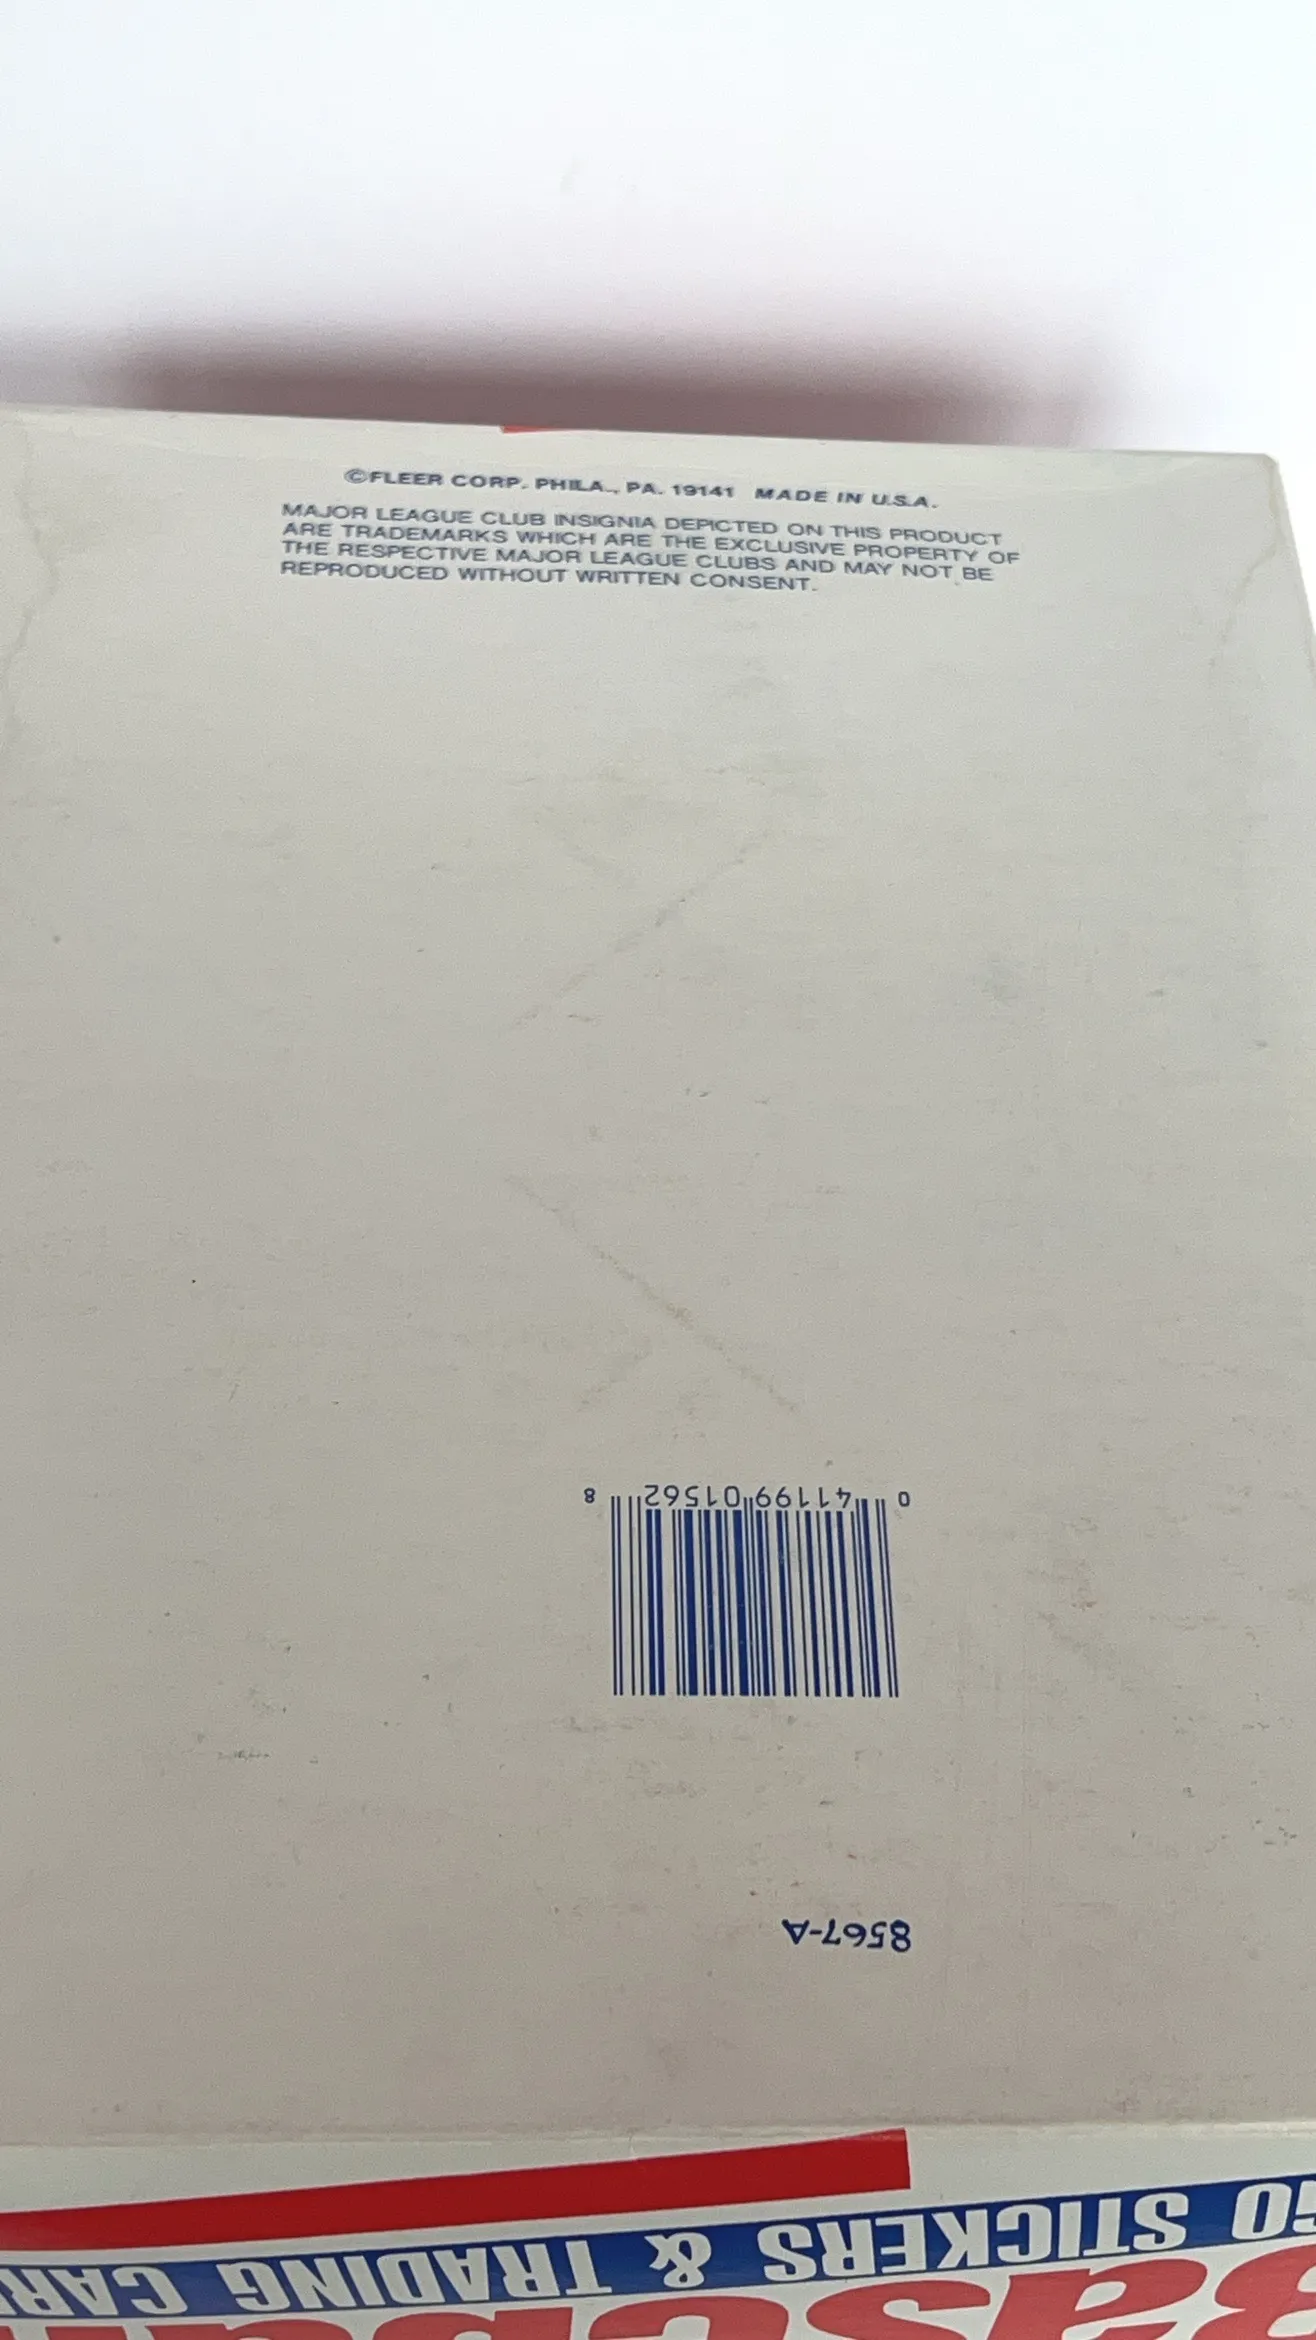 ©FLEER CORP. PHILA., PA. 19141 MADE IN U.S.A.
MAJOR LEAGUE CLUB INSIGNIA DEPICTED ON THIS PRODUCT
ARE TRADEMARKS WHICH ARE THE EXCLUSIVE PROPERTY OF
THE RESPECTIVE MAJOR LEAGUE CLUBS AND MAY NOT BE
REPRODUCED WITHOUT WRITTEN CONSENT.
0 41199 01562 8
8567-A
STICKERS & TRADING